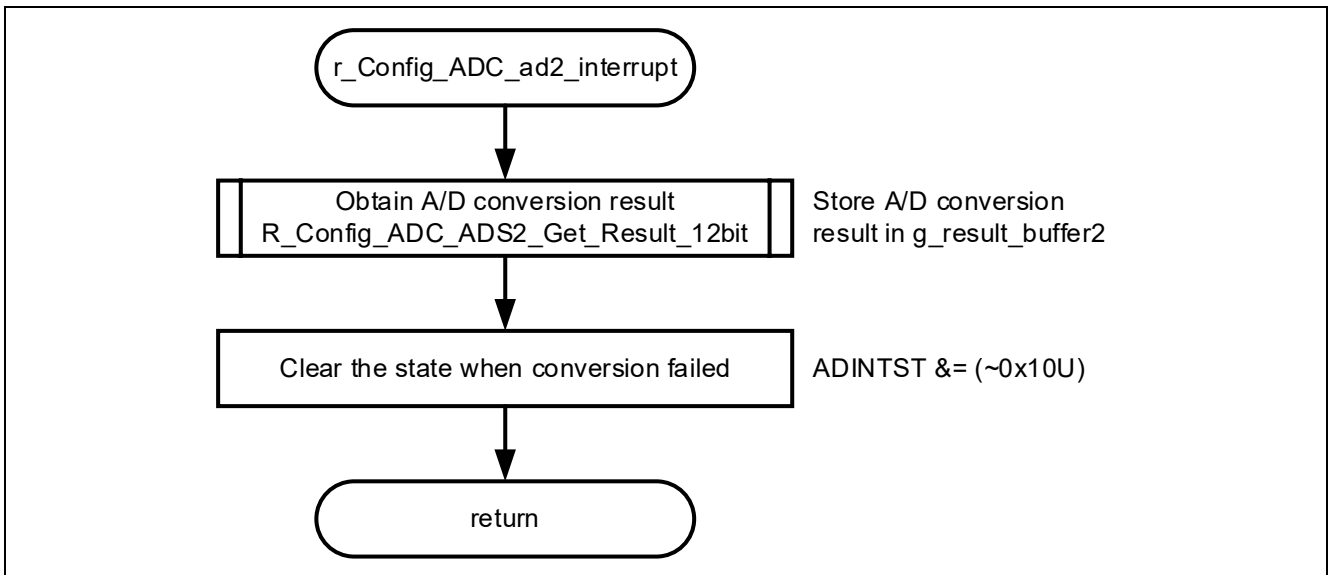 r_Config_ADC_ad2_interrupt
Obtain A/D conversion result
R_Config_ADC_ADS2_Get_Result_12bit
Store A/D conversion
result in g_result_buffer2
Clear the state when conversion failed
ADINTST &= (~0x10U)
return